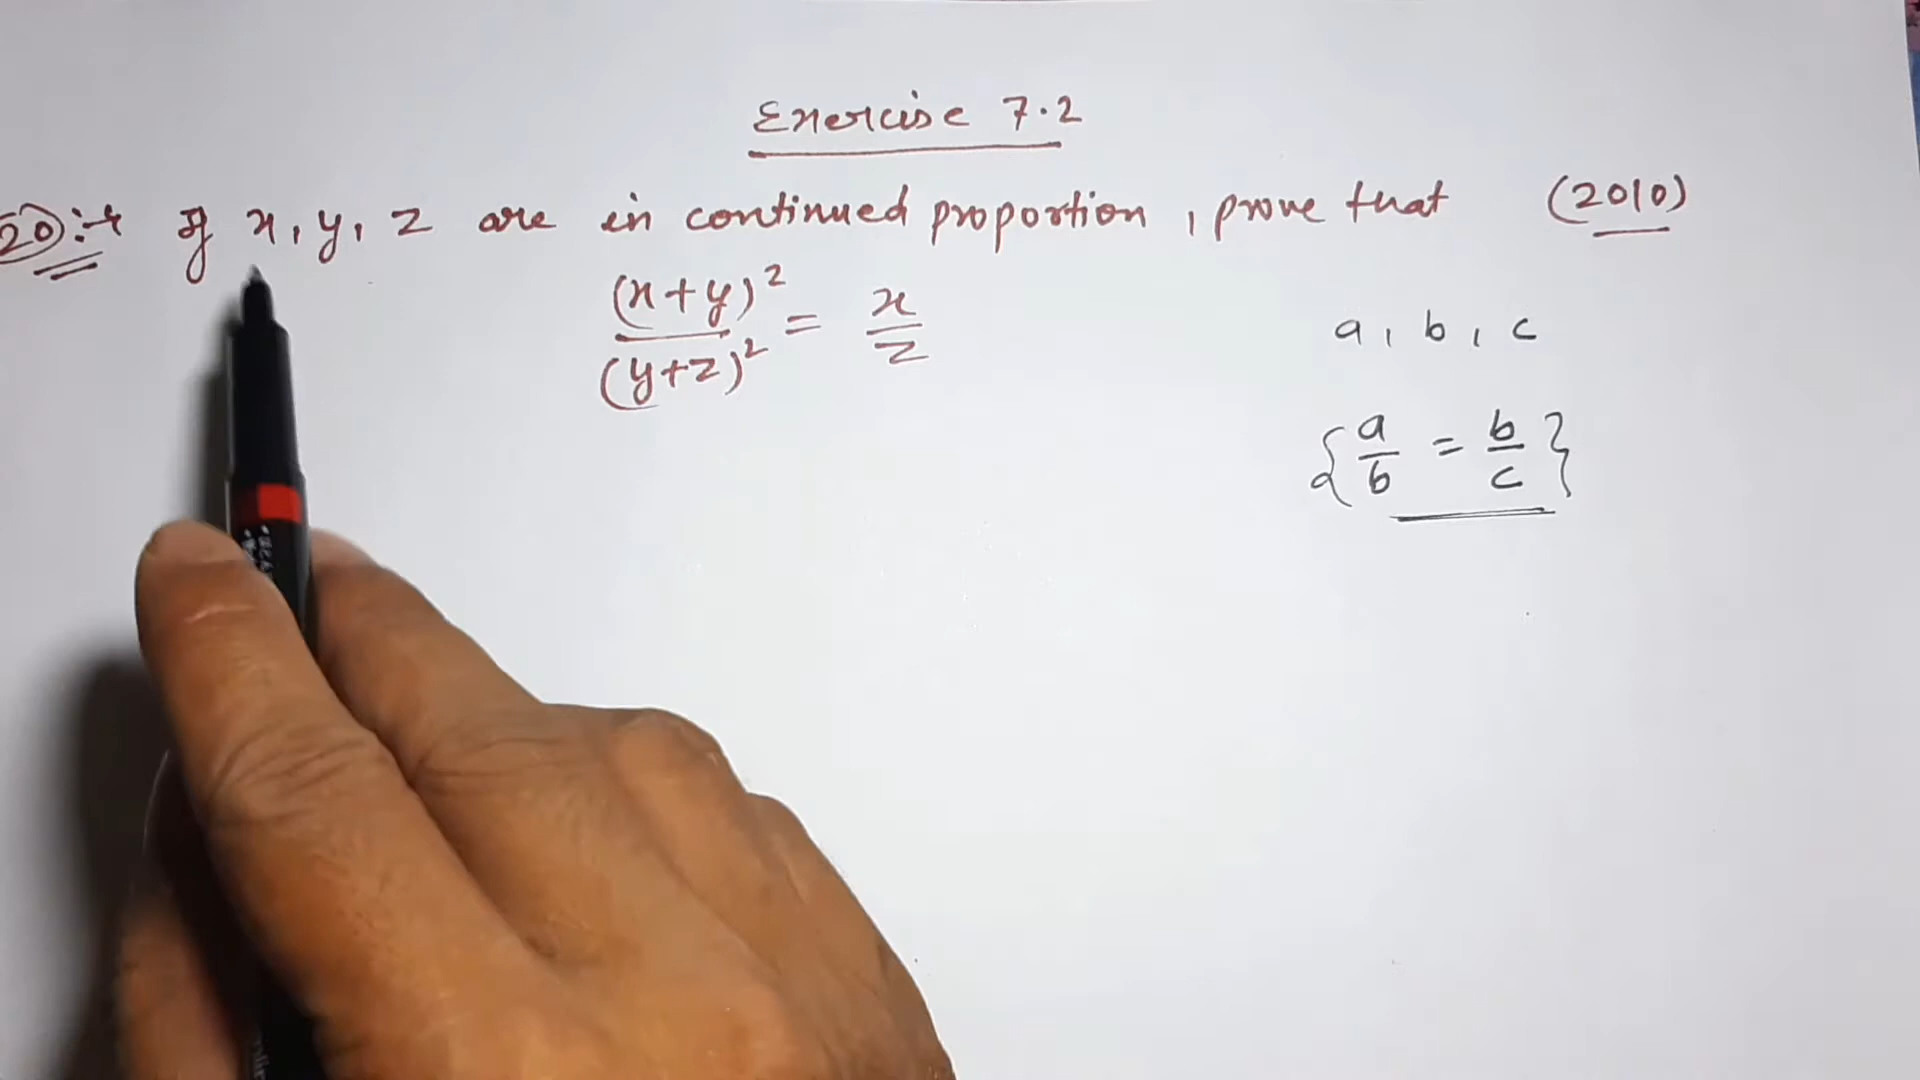 Exercise 7.2
20):→ If x, y, z are in continued proportion, prove that (2010)
(x+y)² / (y+z)² = x/z
a, b, c
{a/b = b/c}